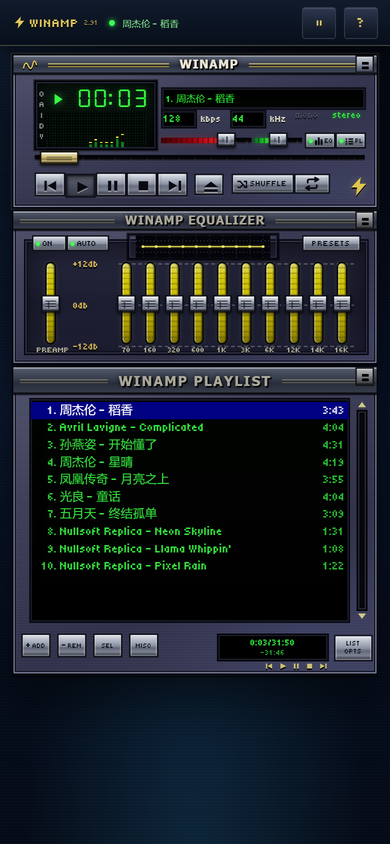 WINAMP 2.91 周杰伦 - 稻香 ?
WINAMP
O A I D V
00:03
1. 周杰伦 - 稻香
128 kbps 44 kHz mono stereo
EQ PL
SHUFFLE
WINAMP EQUALIZER
ON AUTO PRESETS
+12db
0db
-12db
PREAMP 70 160 320 600 1K 3K 6K 12K 14K 16K
WINAMP PLAYLIST
1. 周杰伦 - 稻香 3:43
2. Avril Lavigne - Complicated 4:04
3. 孙燕姿 - 开始懂了 4:31
4. 周杰伦 - 星晴 4:19
5. 凤凰传奇 - 月亮之上 3:55
6. 光良 - 童话 4:04
7. 五月天 - 终结孤单 3:09
8. Nullsoft Replica - Neon Skyline 1:31
9. Nullsoft Replica - Llama Whippin' 1:08
10. Nullsoft Replica - Pixel Rain 1:22
+ADD -REM SEL MISC
0:03/31:50
-31:46
LIST
OPTS